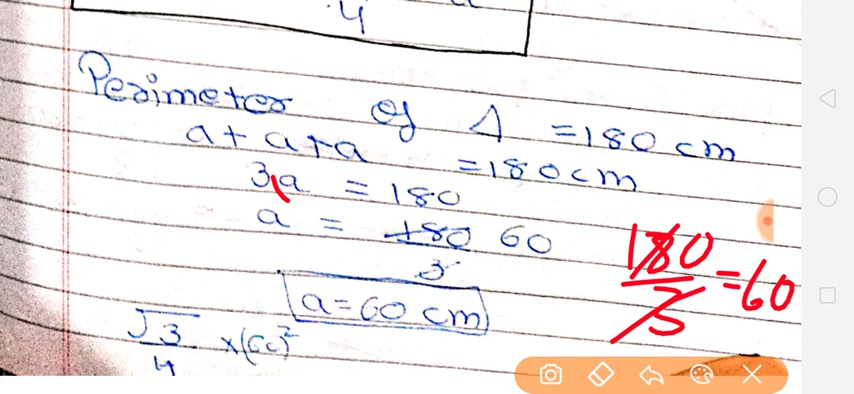 4
Perimeter of Δ = 180 cm
a + a + a = 180 cm
3a = 180
a = 180/3 60
180/3 = 60
a = 60 cm
√3/4 × (60)²